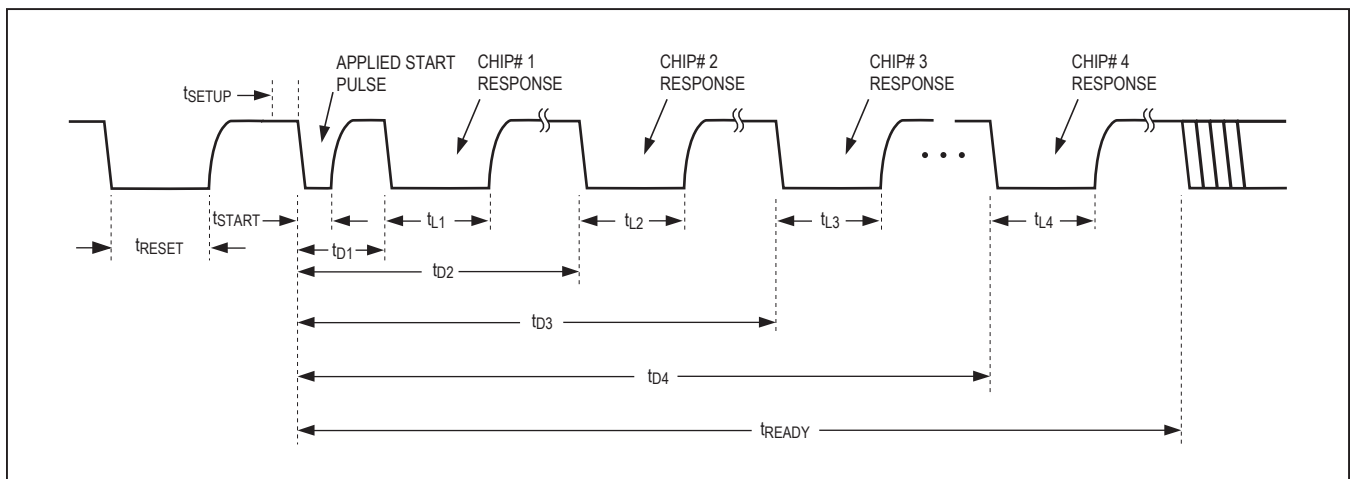 APPLIED START
PULSE
CHIP# 1
RESPONSE
CHIP# 2
RESPONSE
CHIP# 3
RESPONSE
CHIP# 4
RESPONSE
tSETUP
tSTART
tL1
tL2
tL3
tL4
tRESET
tD1
tD2
tD3
tD4
tREADY